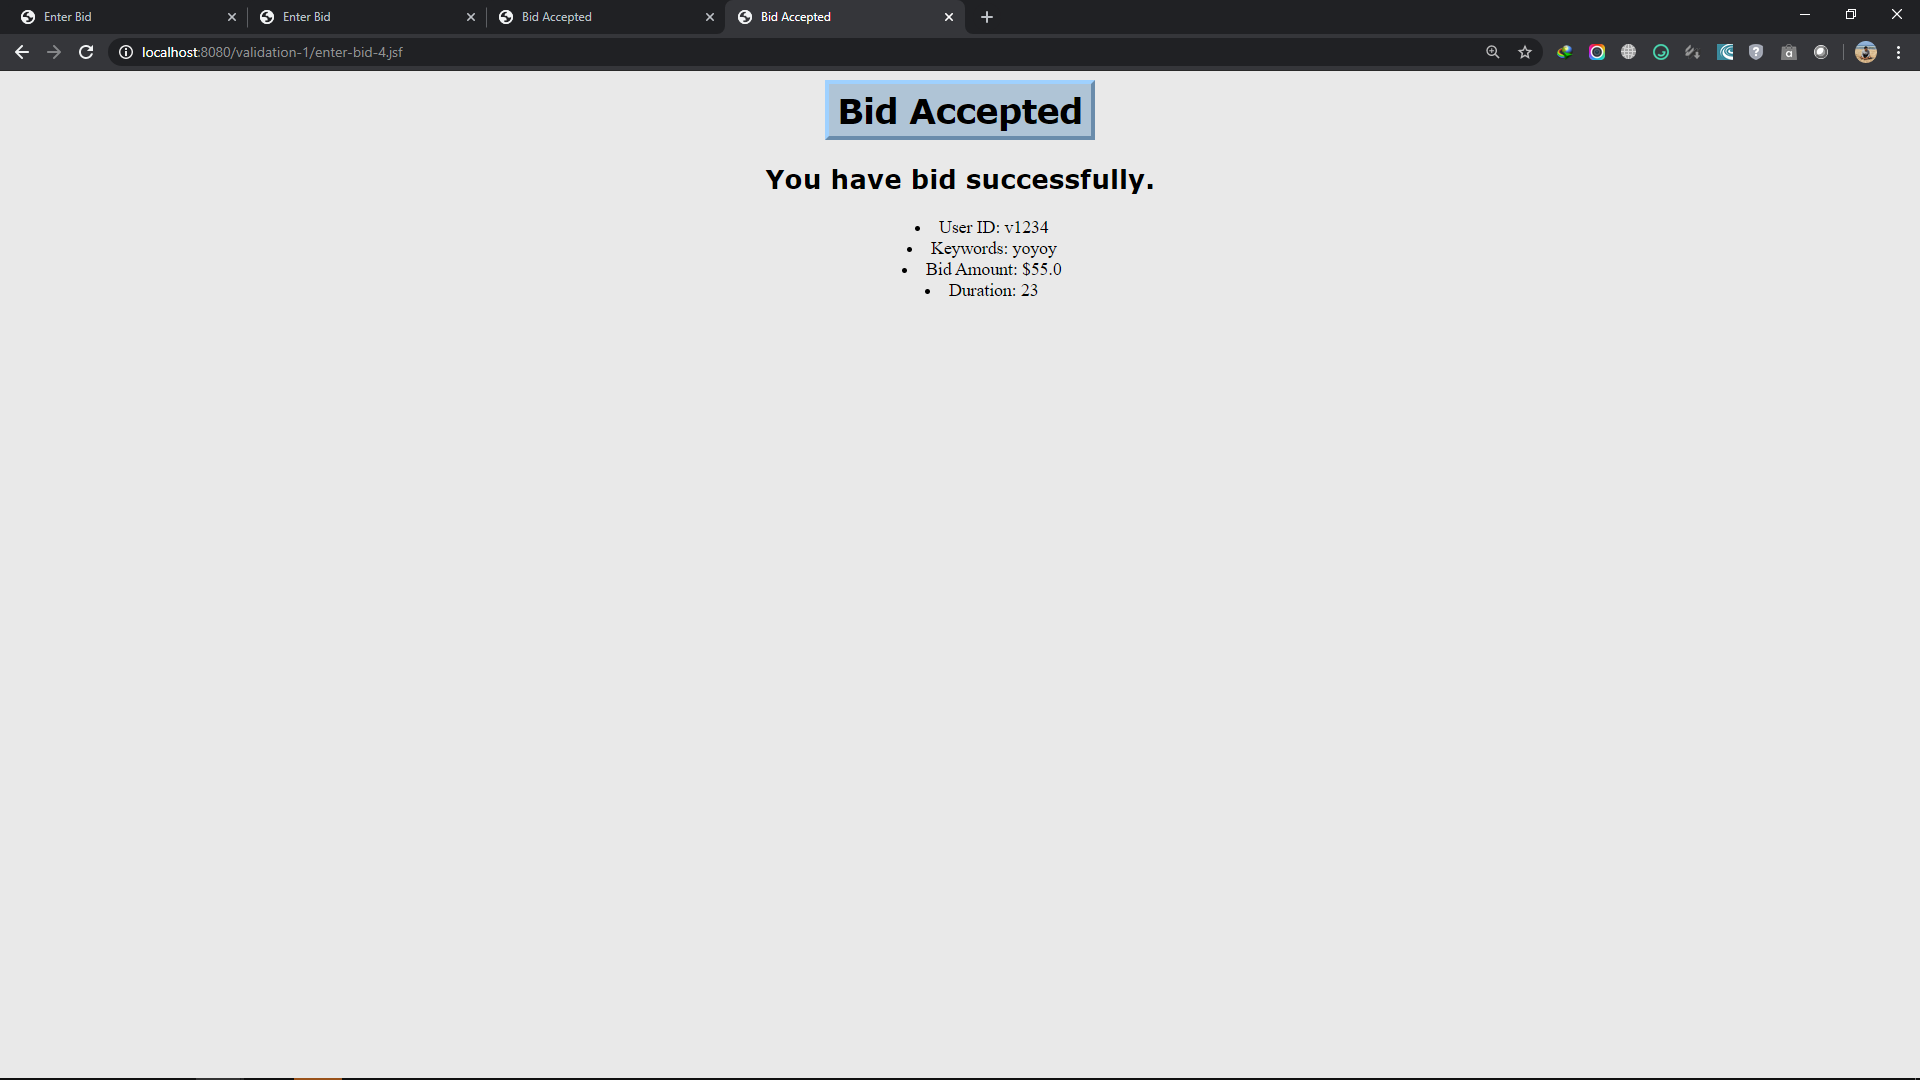 Enter Bid
Enter Bid
Bid Accepted
Bid Accepted
localhost:8080/validation-1/enter-bid-4.jsf
Bid Accepted
You have bid successfully.
• User ID: v1234
• Keywords: yoyoy
• Bid Amount: $55.0
• Duration: 23